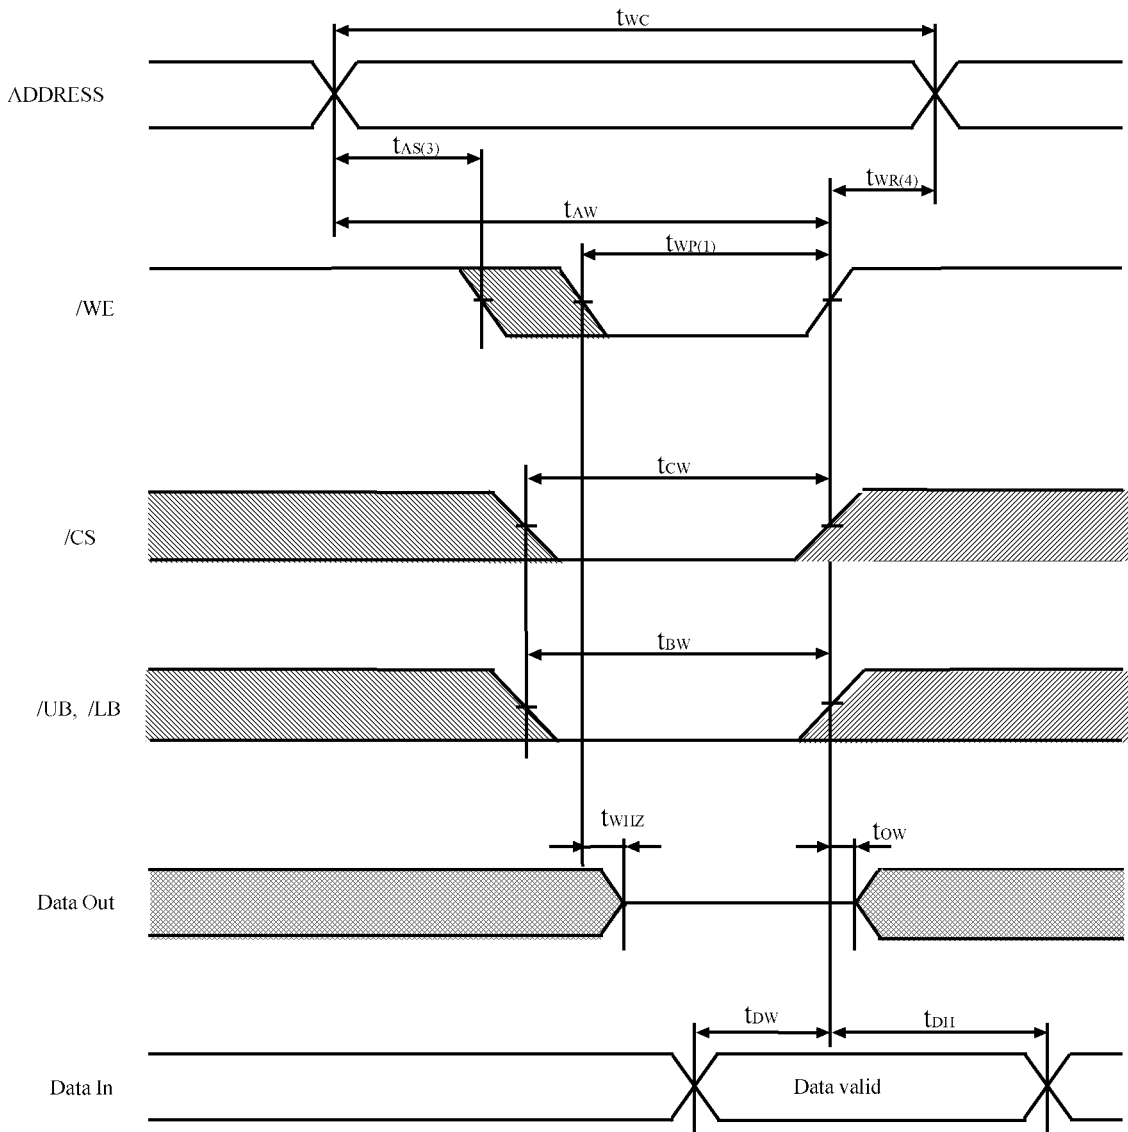 tWC
ADDRESS
tAS(3)
tWR(4)
tAW
tWP(1)
/WE
tCW
/CS
tBW
/UB, /LB
tWHZ
tOW
Data Out
tDW
tDH
Data In
Data valid